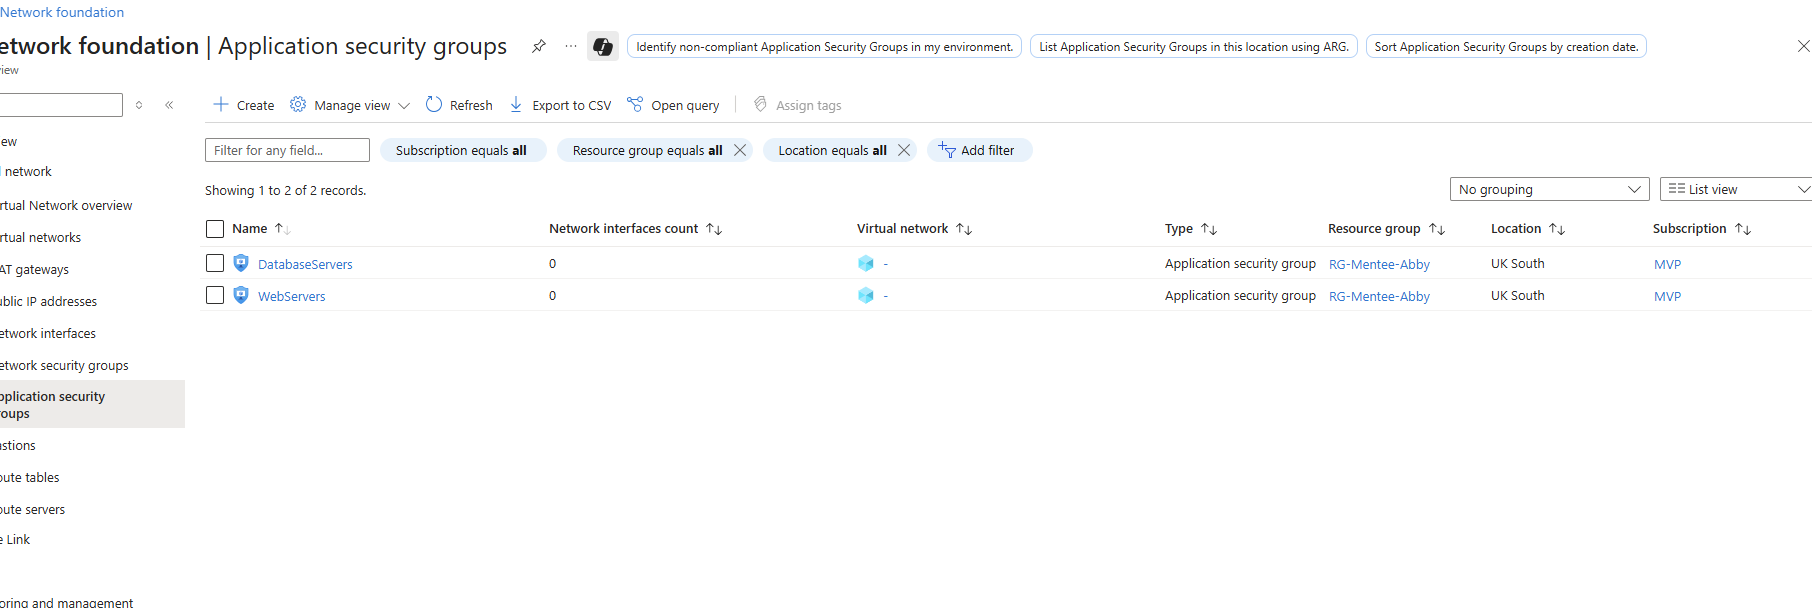 Network foundation
etwork foundation | Application security groups
Identify non-compliant Application Security Groups in my environment.
List Application Security Groups in this location using ARG.
Sort Application Security Groups by creation date.
view
Create
Manage view
Refresh
Export to CSV
Open query
Assign tags
ew
l network
rtual Network overview
rtual networks
AT gateways
ublic IP addresses
etwork interfaces
etwork security groups
pplication security
roups
astions
oute tables
oute servers
e Link
oring and management
Filter for any field...
Subscription equals all
Resource group equals all
Location equals all
Add filter
Showing 1 to 2 of 2 records.
No grouping
List view
Name Network interfaces count Virtual network Type Resource group Location Subscription
DatabaseServers 0 - Application security group RG-Mentee-Abby UK South MVP
WebServers 0 - Application security group RG-Mentee-Abby UK South MVP